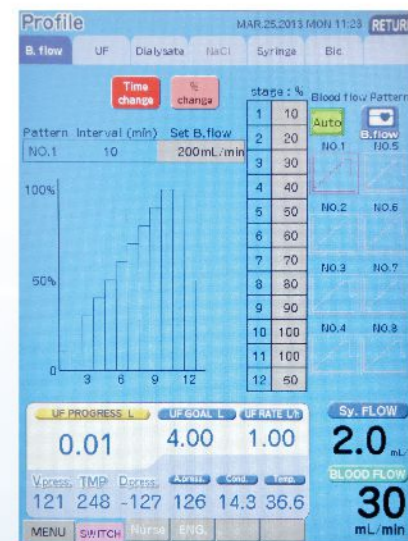 Profile MAR.25.2013 MON 11:23 RETURN
B. flow UF Dialysate NaCl Syringe Bic.
Time change % change
stage : % Blood flow Pattern
Auto B.flow
Pattern Interval (min) Set B.flow
NO.1 10 200mL/min
1 10
2 20
3 30
4 40
5 50
6 60
7 70
8 80
9 90
10 100
11 100
12 50
NO.1 NO.5
NO.2 NO.6
NO.3 NO.7
NO.4 NO.8
100%
50%
0
3 6 9 12
UF PROGRESS L UF GOAL L UF RATE L/h Sy. FLOW
0.01 4.00 1.00 2.0 mL
V.press. TMP D.press. A.press. Cond. Temp. BLOOD FLOW
121 248 -127 126 14.3 36.6 30 mL/min
MENU SWITCH Nurse ENG.